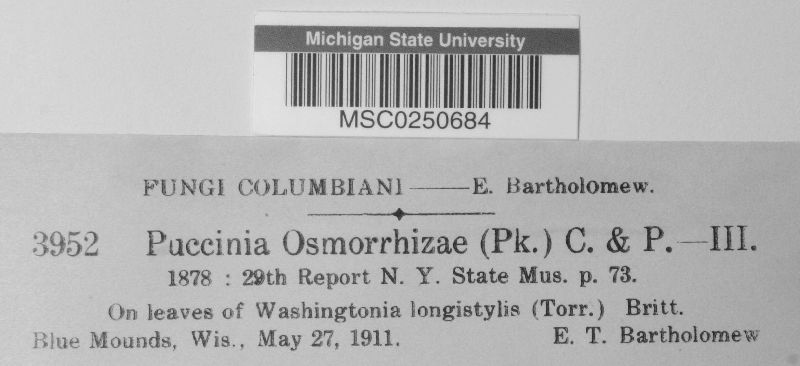 Michigan State University
MSC0250684
FUNGI COLUMBIANI — E. Bartholomew.
3952 Puccinia Osmorrhizae (Pk.) C. & P.—III.
1878 : 29th Report N. Y. State Mus. p. 73.
On leaves of Washingtonia longistylis (Torr.) Britt.
Blue Mounds, Wis., May 27, 1911. E. T. Bartholomew